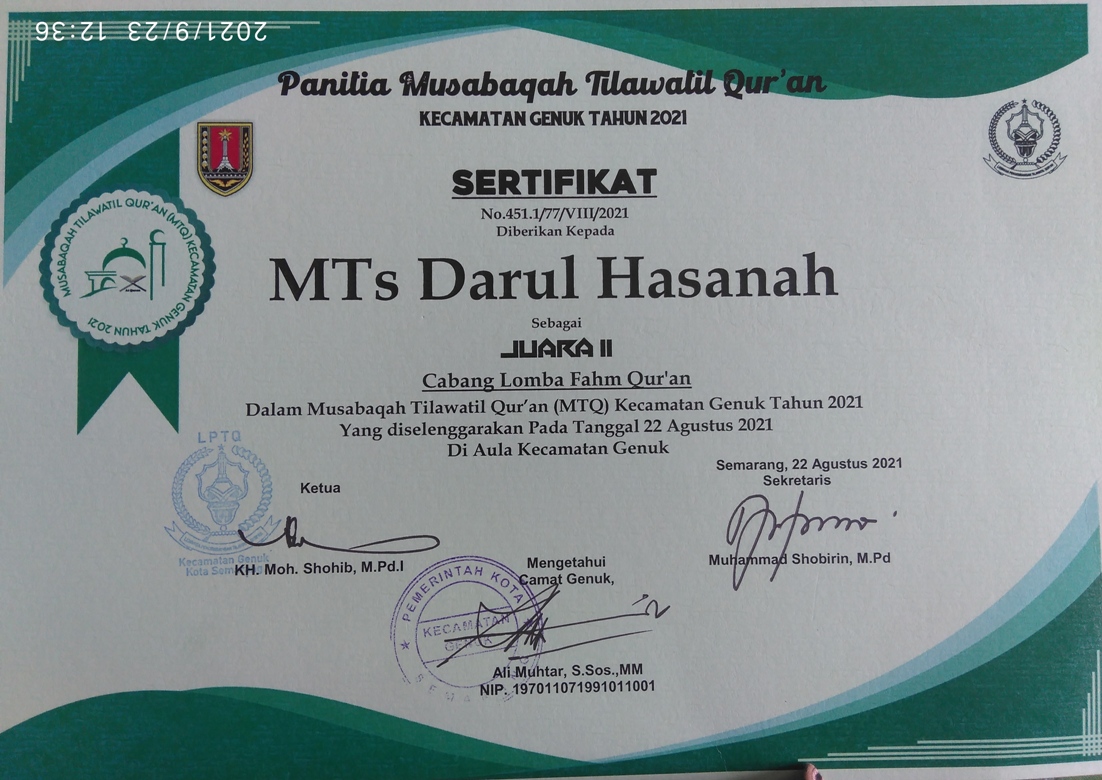 2021/9/23 12:36
Panitia Musabaqah Tilawatil Qur'an
KECAMATAN GENUK TAHUN 2021
SERTIFIKAT
No.451.1/77/VIII/2021
Diberikan Kepada
MUSABAQAH TILAWATIL QUR'AN (MTQ) KECAMATAN GENUK TAHUN 2021
MTs Darul Hasanah
Sebagai
JUARA II
Cabang Lomba Fahm Qur'an
Dalam Musabaqah Tilawatil Qur'an (MTQ) Kecamatan Genuk Tahun 2021
Yang diselenggarakan Pada Tanggal 22 Agustus 2021
Di Aula Kecamatan Genuk
Semarang, 22 Agustus 2021
Sekretaris
Muhammad Shobirin, M.Pd
LPTQ
Kecamatan Genuk
Kota
Ketua
KH. Moh. Shohib, M.Pd.I
Mengetahui
Camat Genuk,
PEMERINTAH KOTA
KECAMATAN
Ali Muhtar, S.Sos.,MM
NIP. 197011071991011001